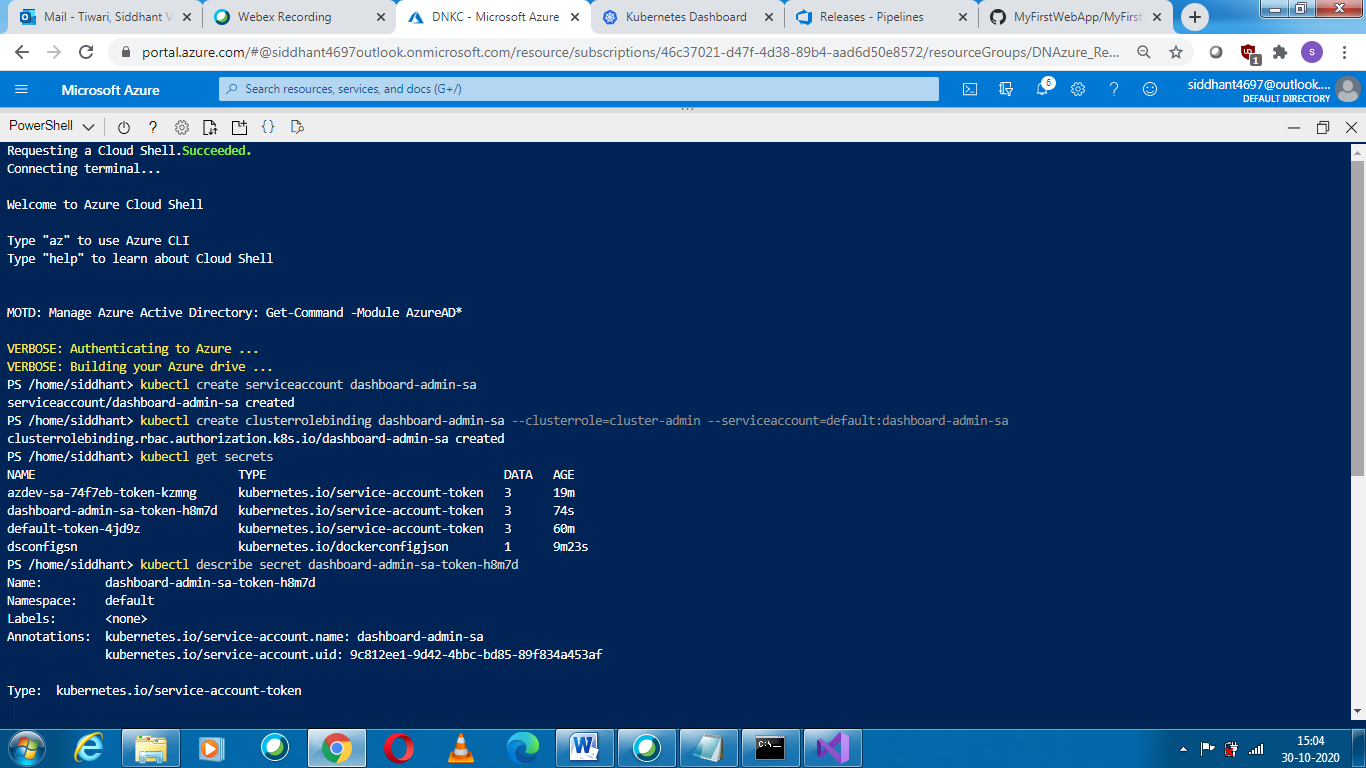 Mail - Tiwari, Siddhant V
Webex Recording
DNKC - Microsoft Azure
Kubernetes Dashboard
Releases - Pipelines
MyFirstWebApp/MyFirst
portal.azure.com/#@siddhant4697outlook.onmicrosoft.com/resource/subscriptions/46c37021-d47f-4d38-89b4-aad6d50e8572/resourceGroups/DNAzure_Re...
1
S
Microsoft Azure
Search resources, services, and docs (G+/)
6
siddhant4697@outlook....
DEFAULT DIRECTORY
PowerShell
Requesting a Cloud Shell.Succeeded.
Connecting terminal...
Welcome to Azure Cloud Shell
Type "az" to use Azure CLI
Type "help" to learn about Cloud Shell
MOTD: Manage Azure Active Directory: Get-Command -Module AzureAD*
VERBOSE: Authenticating to Azure ...
VERBOSE: Building your Azure drive ...
PS /home/siddhant> kubectl create serviceaccount dashboard-admin-sa
serviceaccount/dashboard-admin-sa created
PS /home/siddhant> kubectl create clusterrolebinding dashboard-admin-sa --clusterrole=cluster-admin --serviceaccount=default:dashboard-admin-sa
clusterrolebinding.rbac.authorization.k8s.io/dashboard-admin-sa created
PS /home/siddhant> kubectl get secrets
NAME TYPE DATA AGE
azdev-sa-74f7eb-token-kzmng kubernetes.io/service-account-token 3 19m
dashboard-admin-sa-token-h8m7d kubernetes.io/service-account-token 3 74s
default-token-4jd9z kubernetes.io/service-account-token 3 60m
dsconfigsn kubernetes.io/dockerconfigjson 1 9m23s
PS /home/siddhant> kubectl describe secret dashboard-admin-sa-token-h8m7d
Name: dashboard-admin-sa-token-h8m7d
Namespace: default
Labels: <none>
Annotations: kubernetes.io/service-account.name: dashboard-admin-sa
kubernetes.io/service-account.uid: 9c812ee1-9d42-4bbc-bd85-89f834a453af
Type: kubernetes.io/service-account-token
15:04
30-10-2020